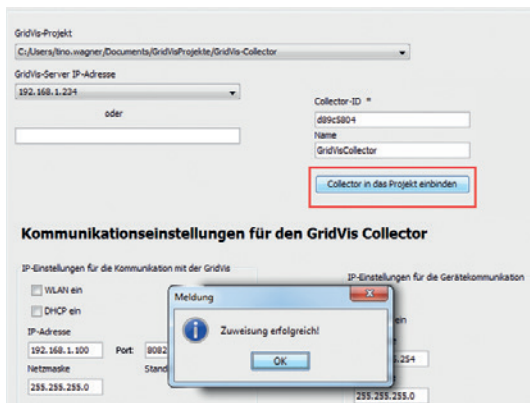 GridVis-Projekt
C:/Users/tino.wagner/Documents/GridVisProjekte/GridVis-Collector
GridVis-Server IP-Adresse
192.168.1.234
oder
Collector-ID *
d89c5804
Name
GridVisCollector
Collector in das Projekt einbinden
Kommunikationseinstellungen für den GridVis Collector
IP-Einstellungen für die Kommunikation mit der GridVis
IP-Einstellungen für die Gerätekommunikation
WLAN ein
DHCP ein
ein
IP-Adresse
192.168.1.100
Port:
8082
.254
Netzmaske
Stand
255.255.255.0
255.255.255.0
Meldung
Zuweisung erfolgreich!
OK